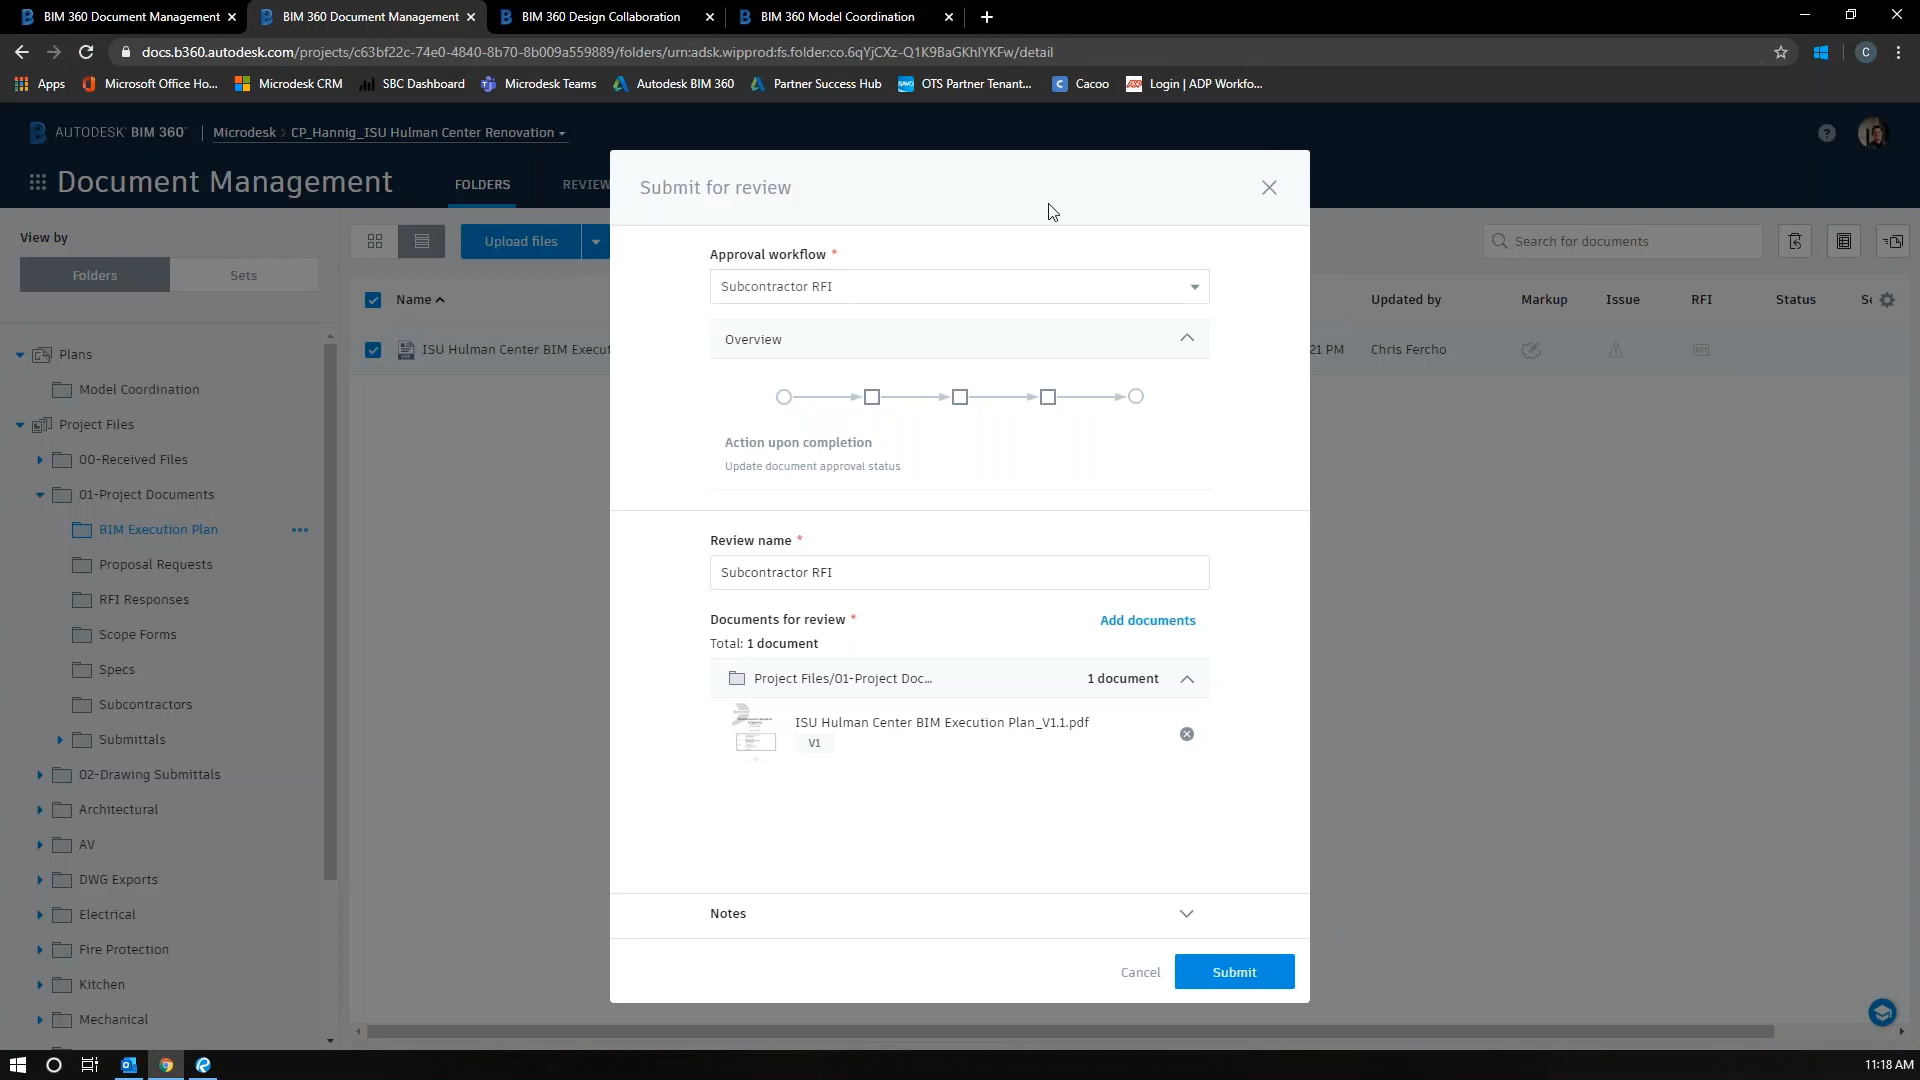 BIM 360 Document Management
BIM 360 Document Management
BIM 360 Design Collaboration
BIM 360 Model Coordination
docs.b360.autodesk.com/projects/c63bf22c-74e0-4840-8b70-8b009a559889/folders/urn:adsk.wipprod:fs.folder:co.6qYjCXz-Q1K9BaGKhlYKFw/detail
C
Apps
Microsoft Office Ho...
Microdesk CRM
SBC Dashboard
Microdesk Teams
Autodesk BIM 360
Partner Success Hub
OTS Partner Tenant...
Cacoo
Login | ADP Workfo...
AUTODESK® BIM 360®
Microdesk
CP_Hannig_ISU Hulman Center Renovation
Document Management
FOLDERS
REVIEW
View by
Folders
Sets
Upload files
Search for documents
Name
Updated by
Markup
Issue
RFI
Status
Se
ISU Hulman Center BIM Execut
21 PM
Chris Fercho
Plans
Model Coordination
Project Files
00-Received Files
01-Project Documents
BIM Execution Plan
Proposal Requests
RFI Responses
Scope Forms
Specs
Subcontractors
Submittals
02-Drawing Submittals
Architectural
AV
DWG Exports
Electrical
Fire Protection
Kitchen
Mechanical
Submit for review
Approval workflow *
Subcontractor RFI
Overview
Action upon completion
Update document approval status
Review name *
Subcontractor RFI
Documents for review *
Add documents
Total: 1 document
Project Files/01-Project Doc...
1 document
ISU Hulman Center BIM Execution Plan_V1.1.pdf
V1
Notes
Cancel
Submit
11:18 AM